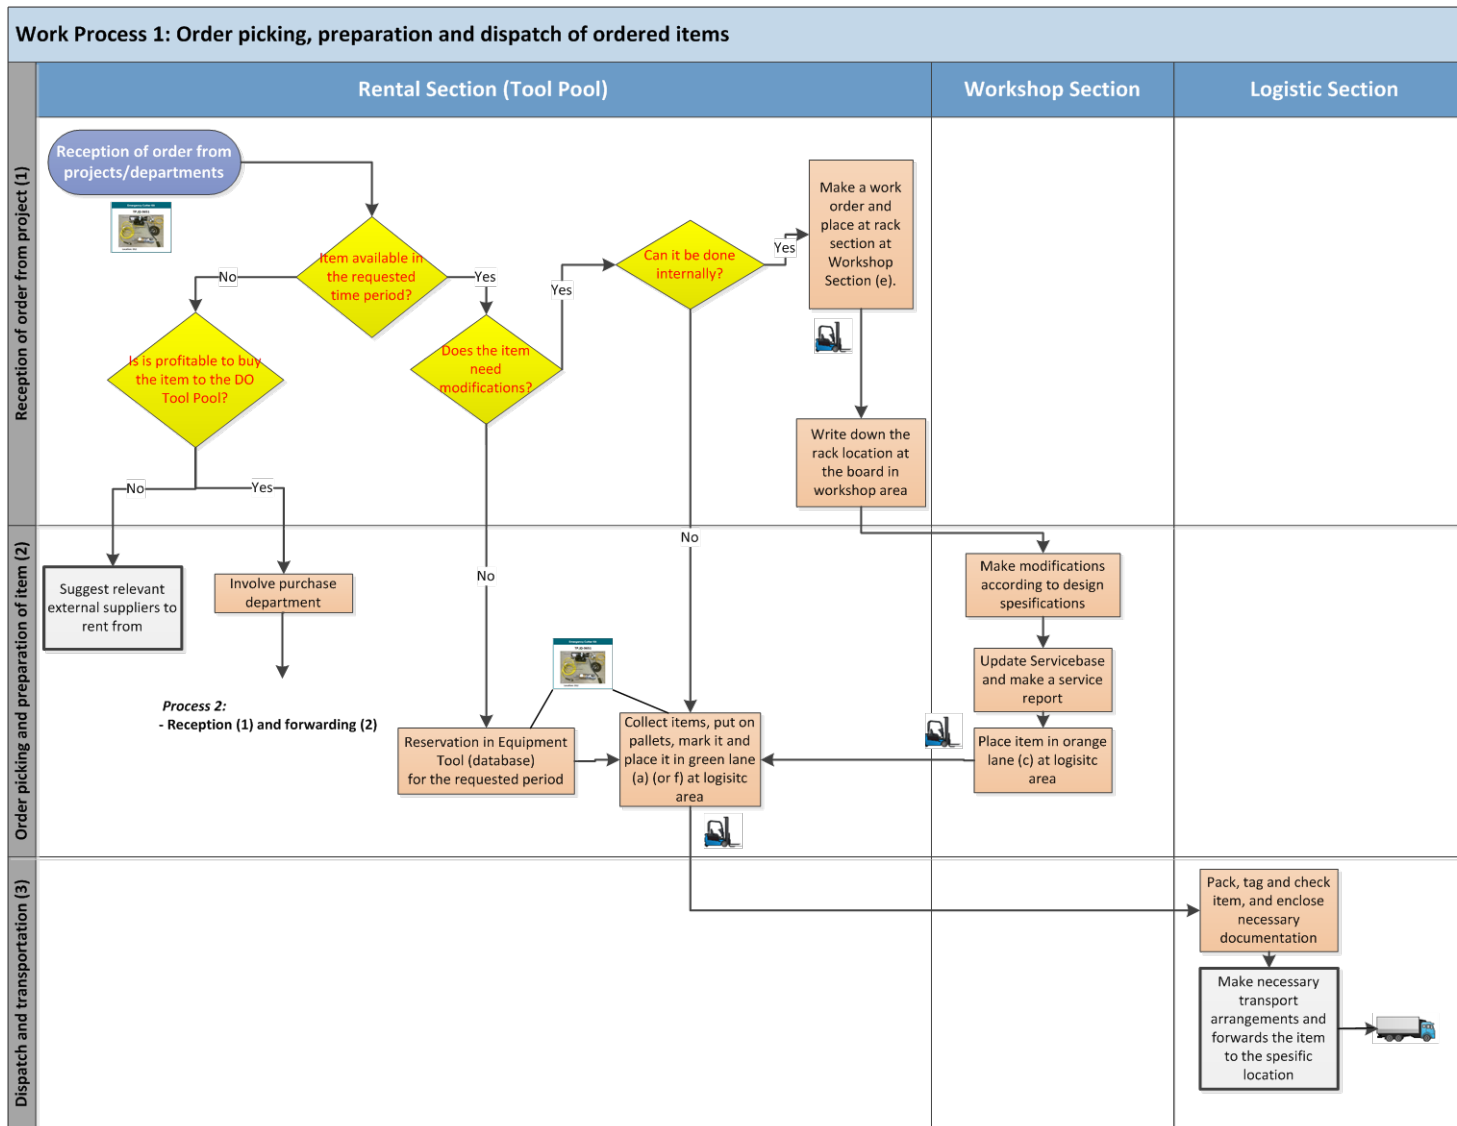 Work Process 1: Order picking, preparation and dispatch of ordered items
Rental Section (Tool Pool)
Workshop Section
Logistic Section
Reception of order from project (1)
Reception of order from
projects/departments
Item available in
the requested
time period?
No
Yes
Is is profitable to buy
the item to the DO
Tool Pool?
Does the item
need
modifications?
Yes
Can it be done
internally?
Yes
Make a work
order and
place at rack
section at
Workshop
Section (e).
Write down the
rack location at
the board in
workshop area
No
Yes
Order picking and preparation of item (2)
Suggest relevant
external suppliers to
rent from
Involve purchase
department
Process 2:
- Reception (1) and forwarding (2)
No
No
Reservation in Equipment
Tool (database)
for the requested period
Collect items, put on
pallets, mark it and
place it in green lane
(a) (or f) at logisitc
area
Make modifications
according to design
spesifications
Update Servicebase
and make a service
report
Place item in orange
lane (c) at logisitc
area
Dispatch and transportation (3)
Pack, tag and check
item, and enclose
necessary
documentation
Make necessary
transport
arrangements and
forwards the item
to the spesific
location